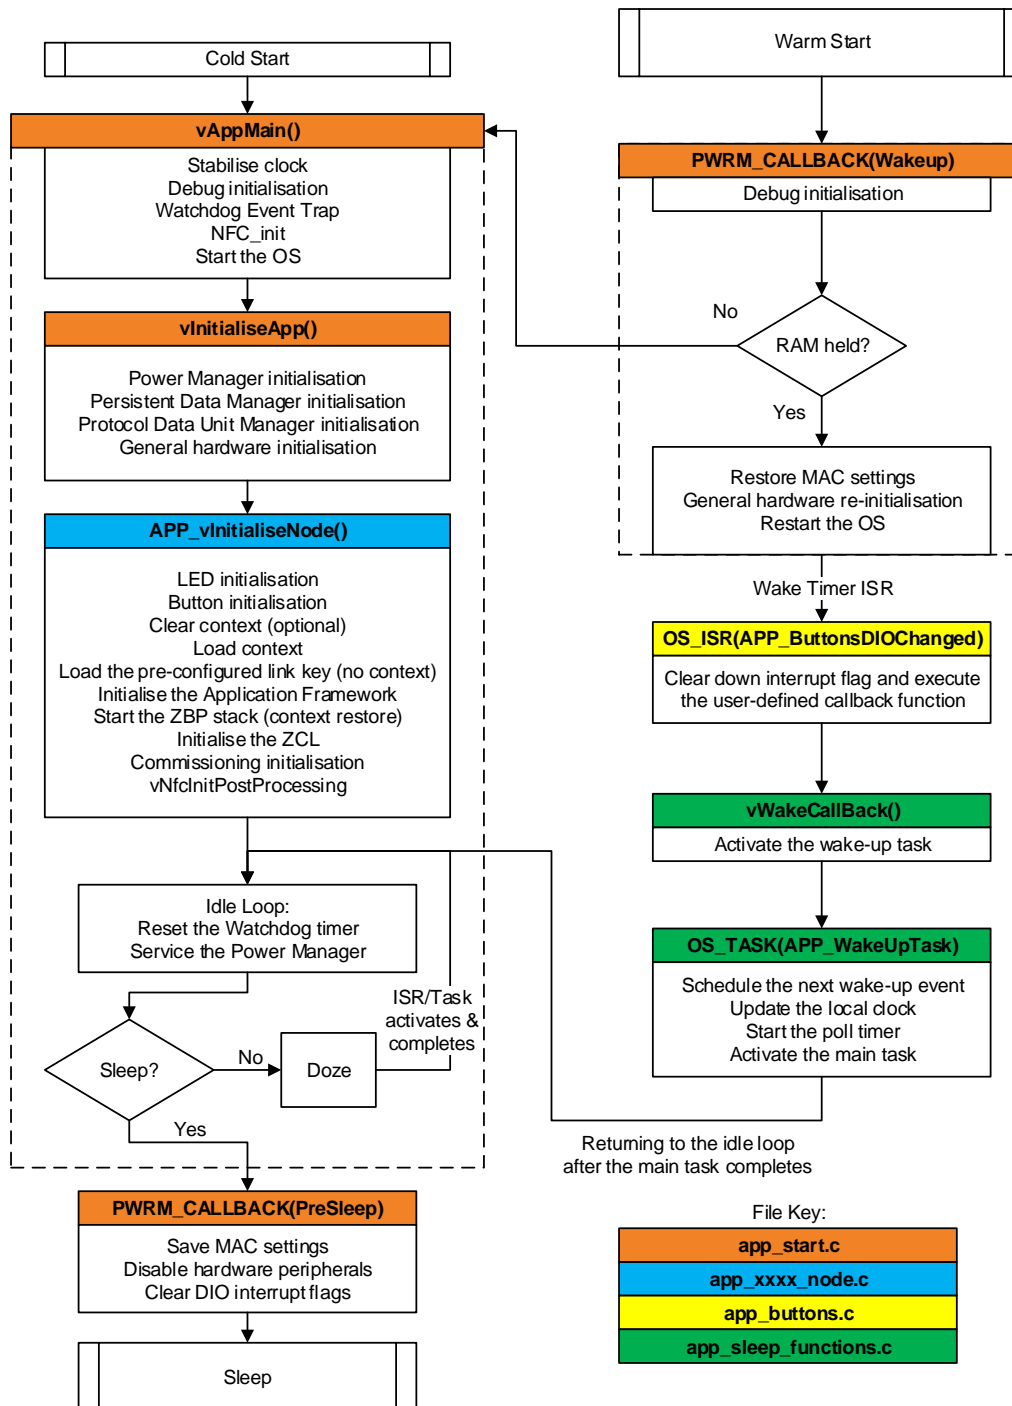 Cold Start
vAppMain()
Stabilise clock
Debug initialisation
Watchdog Event Trap
NFC_init
Start the OS
vInitialiseApp()
Power Manager initialisation
Persistent Data Manager initialisation
Protocol Data Unit Manager initialisation
General hardware initialisation
APP_vInitialiseNode()
LED initialisation
Button initialisation
Clear context (optional)
Load context
Load the pre-configured link key (no context)
Initialise the Application Framework
Start the ZBP stack (context restore)
Initialise the ZCL
Commissioning initialisation
vNfcInitPostProcessing
Idle Loop:
Reset the Watchdog timer
Service the Power Manager
ISR/Task
activates &
completes
Sleep?
No
Doze
Yes
PWRM_CALLBACK(PreSleep)
Save MAC settings
Disable hardware peripherals
Clear DIO interrupt flags
Sleep
Warm Start
PWRM_CALLBACK(Wakeup)
Debug initialisation
No
RAM held?
Yes
Restore MAC settings
General hardware re-initialisation
Restart the OS
Wake Timer ISR
OS_ISR(APP_ButtonsDIOChanged)
Clear down interrupt flag and execute
the user-defined callback function
vWakeCallBack()
Activate the wake-up task
OS_TASK(APP_WakeUpTask)
Schedule the next wake-up event
Update the local clock
Start the poll timer
Activate the main task
Returning to the idle loop
after the main task completes
File Key:
app_start.c
app_xxxx_node.c
app_buttons.c
app_sleep_functions.c